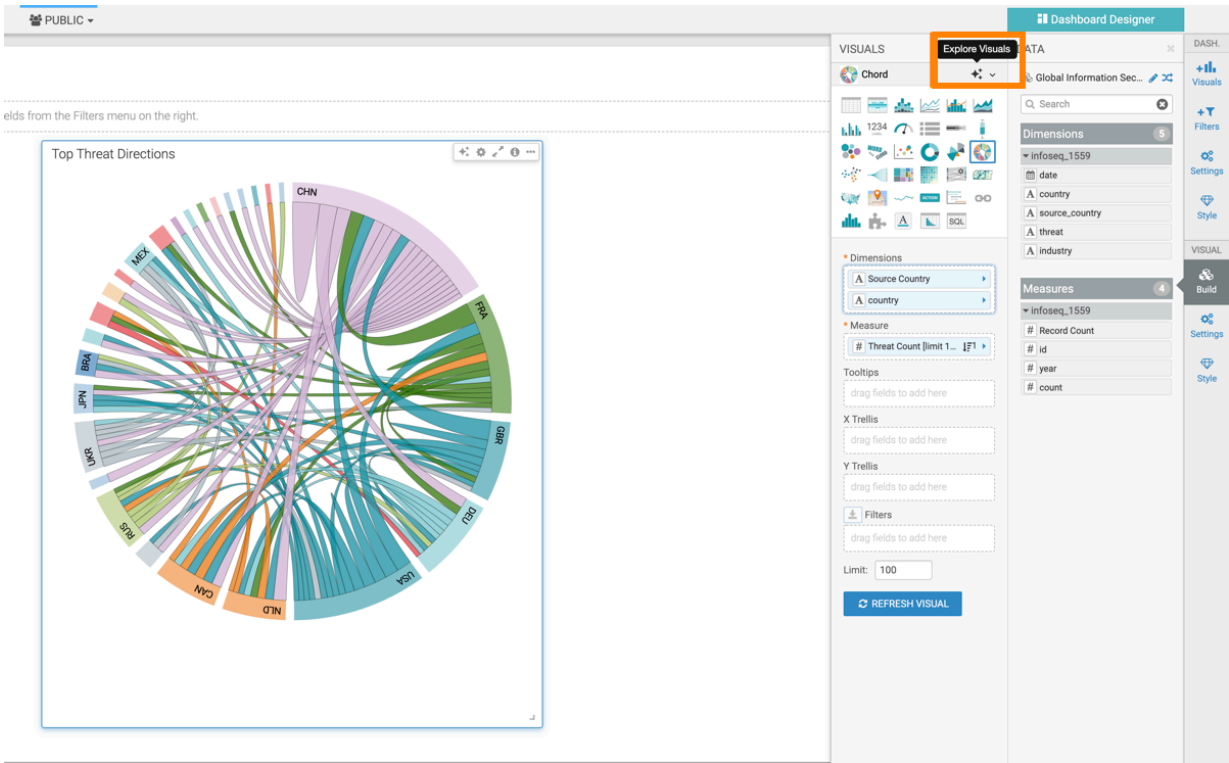 PUBLIC
Dashboard Designer
VISUALS
Explore Visuals
DATA
DASH.
Chord
Global Information Sec...
Visuals
Search
Filters
elds from the Filters menu on the right.
1234
Dimensions 5
Top Threat Directions
infoseq_1559
date
Settings
country
ACTION
source_country
Style
SQL
threat
industry
VISUAL
CHN
FRA
GBR
DEU
USA
NLD
CAN
RUS
UKR
JPN
BRA
MEX
* Dimensions
A Source Country
A country
* Measure
# Threat Count [limit 1... 1
Tooltips
drag fields to add here
X Trellis
drag fields to add here
Y Trellis
drag fields to add here
Filters
drag fields to add here
Limit: 100
REFRESH VISUAL
Measures 4
infoseq_1559
# Record Count
# id
# year
# count
Build
Settings
Style